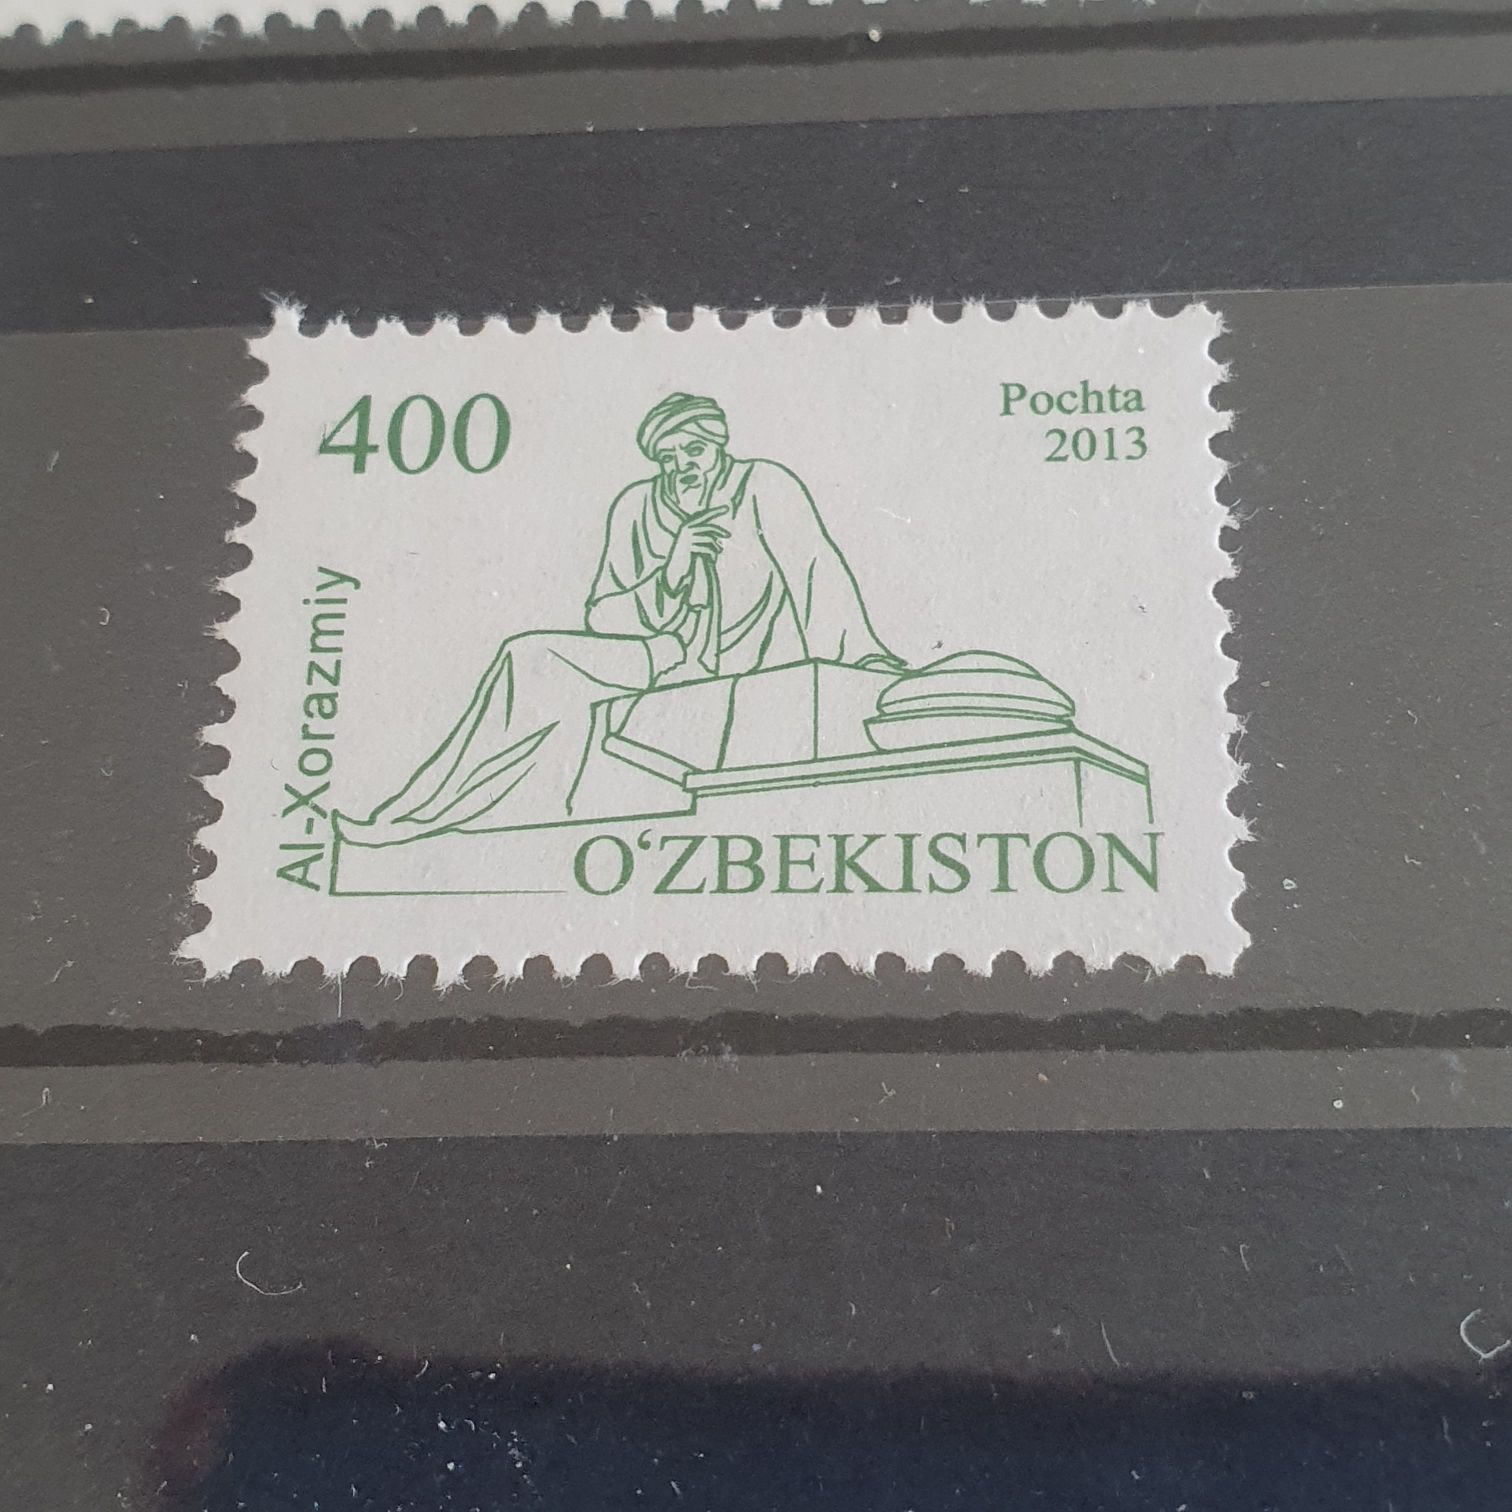 400
Pochta
2013
Al-Xorazmiy
O‘ZBEKISTON